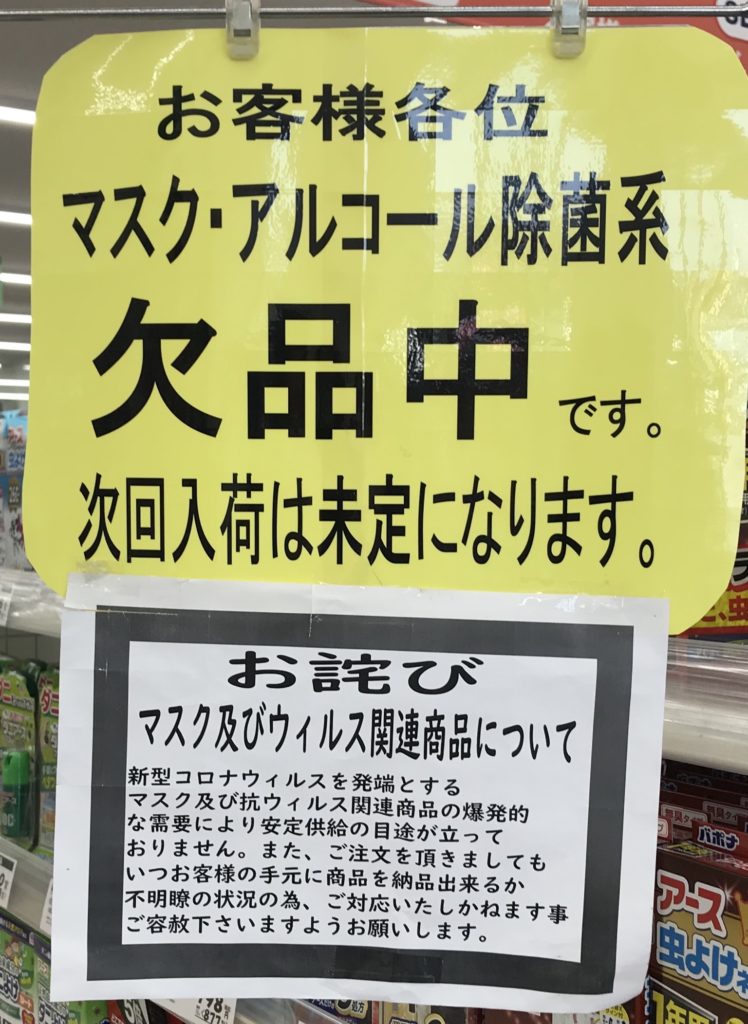 お客様各位
マスク・アルコール除菌系
欠品中です。
次回入荷は未定になります。
お詫び
マスク及びウィルス関連商品について
新型コロナウィルスを発端とする
マスク及び抗ウィルス関連商品の爆発的
な需要により安定供給の目途が立って
おりません。また、ご注文を頂きましても
いつお客様の手元に商品を納品出来るか
不明瞭の状況の為、ご対応いたしかねます事
ご容赦下さいますようお願いします。
バポナ
アース
虫よけ
1年用